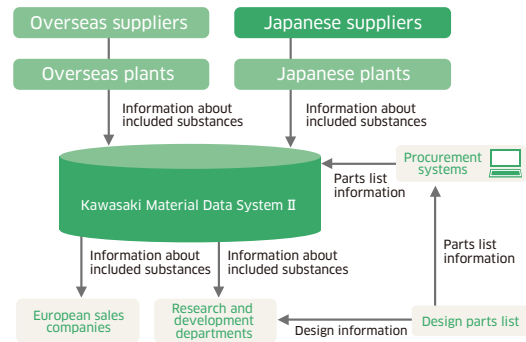 Overseas suppliers
Japanese suppliers
Overseas plants
Japanese plants
Information about
included substances
Information about
included substances
Procurement
systems
Parts list
information
Kawasaki Material Data System Ⅱ
Parts list
information
Information about
included substances
Information about
included substances
European sales
companies
Research and
development
departments
Design information
Design parts list